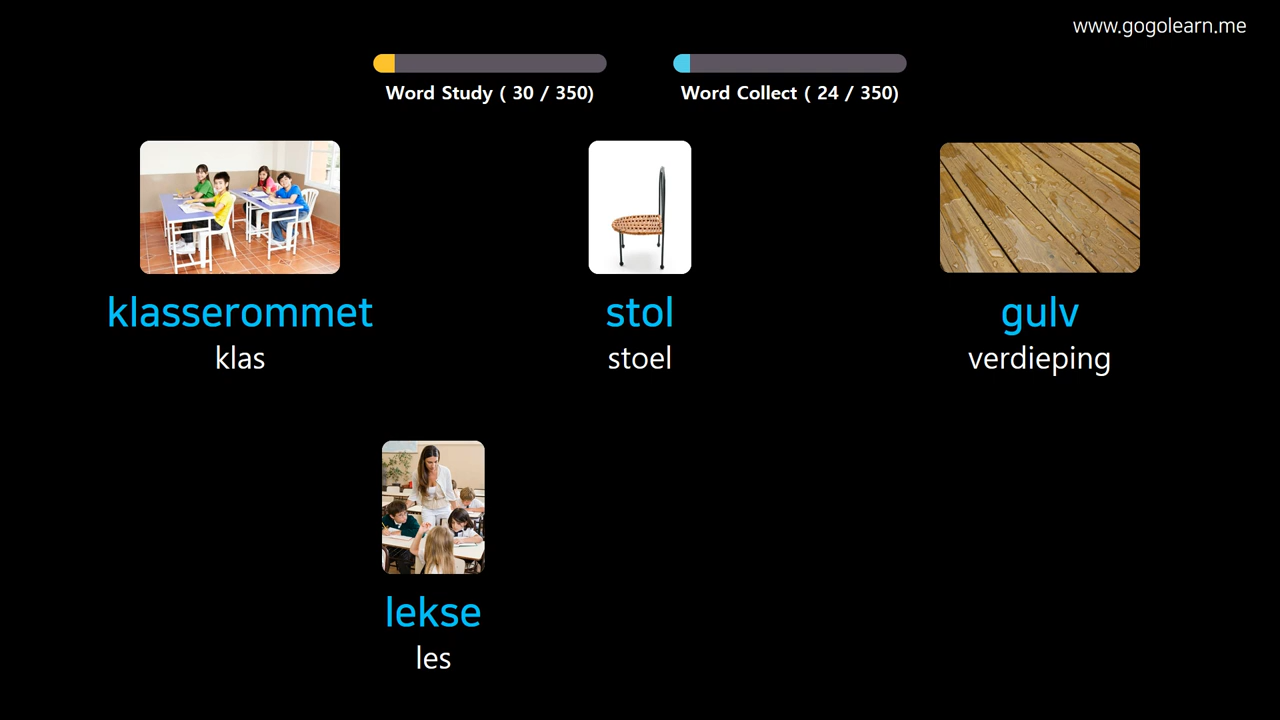 www.gogolearn.me
Word Study ( 30 / 350)
Word Collect ( 24 / 350)
klasserommet
klas
stol
stoel
gulv
verdieping
lekse
les